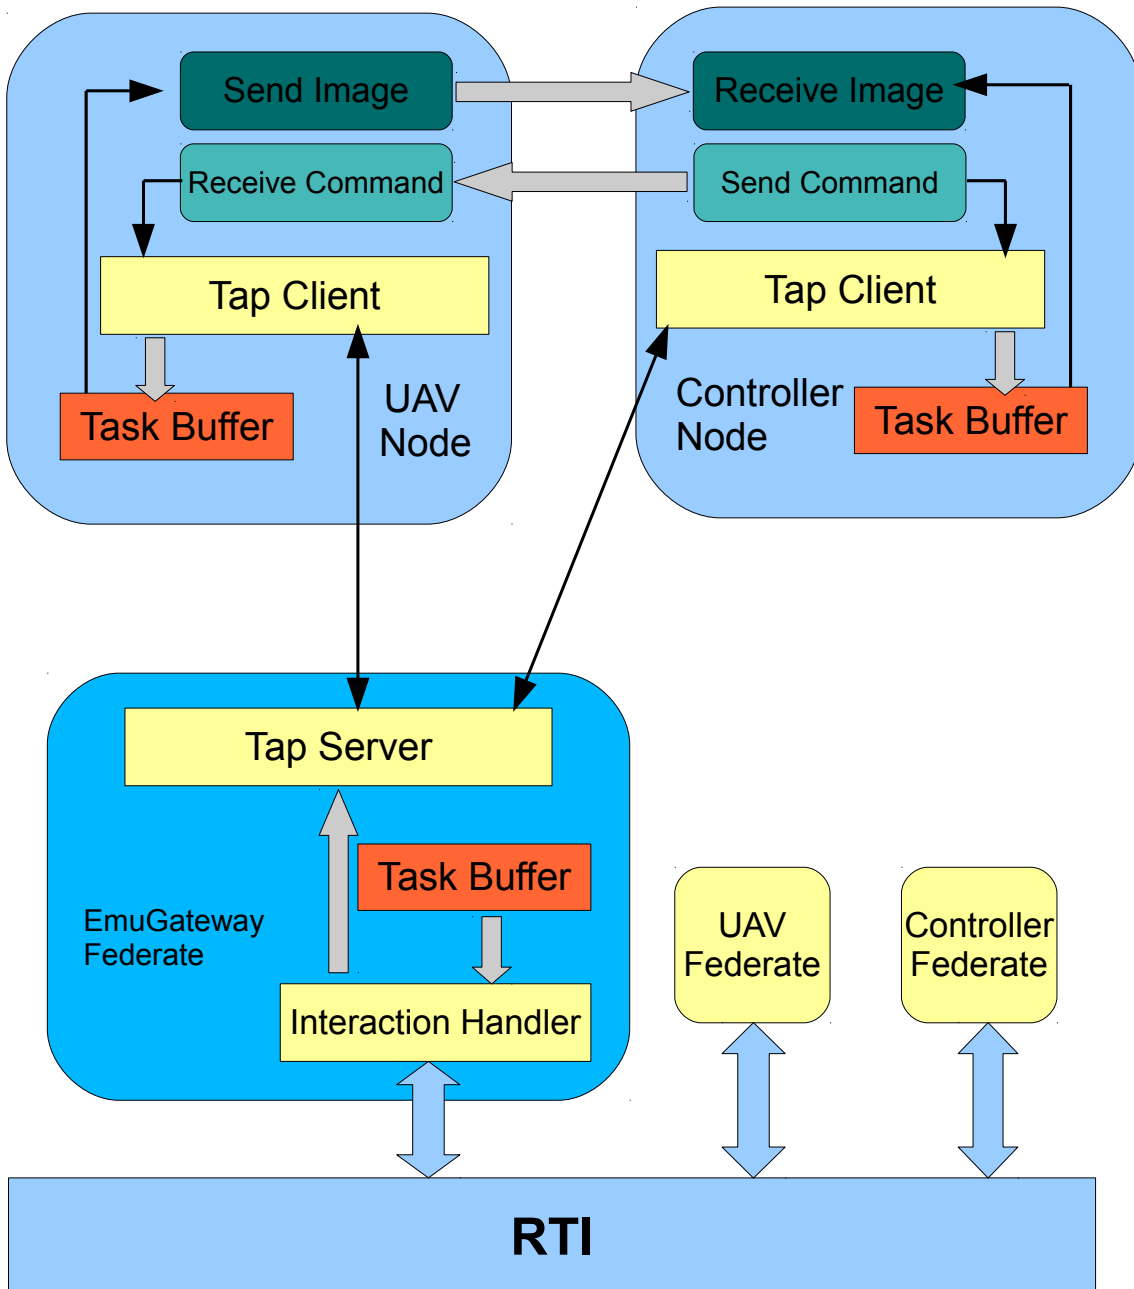 Send Image
Receive Image
Receive Command
Send Command
Tap Client
Tap Client
UAV
Node
Controller
Node
Task Buffer
Task Buffer
Tap Server
Task Buffer
EmuGateway
Federate
Interaction Handler
UAV
Federate
Controller
Federate
RTI